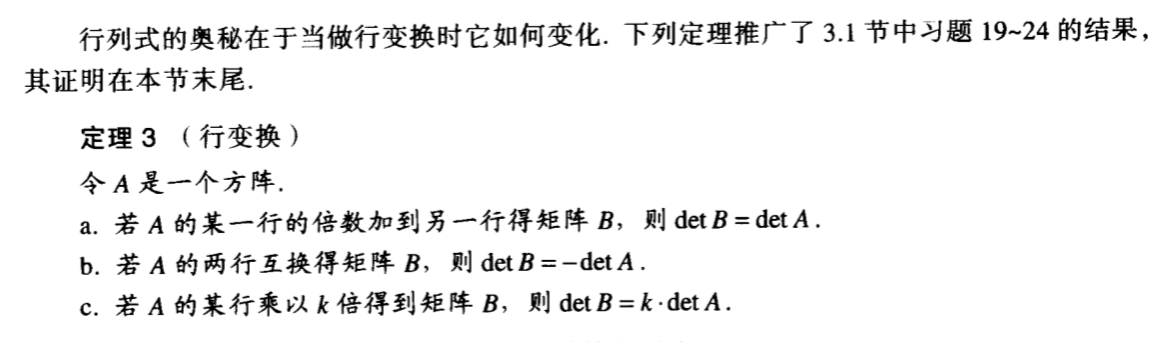 行列式的奥秘在于当做行变换时它如何变化. 下列定理推广了 3.1 节中习题 19~24 的结果,
其证明在本节末尾.
定理 3 （行变换）
令 A 是一个方阵.
a. 若 A 的某一行的倍数加到另一行得矩阵 B，则 det B = det A .
b. 若 A 的两行互换得矩阵 B，则 det B = −det A .
c. 若 A 的某行乘以 k 倍得到矩阵 B，则 det B = k · det A .